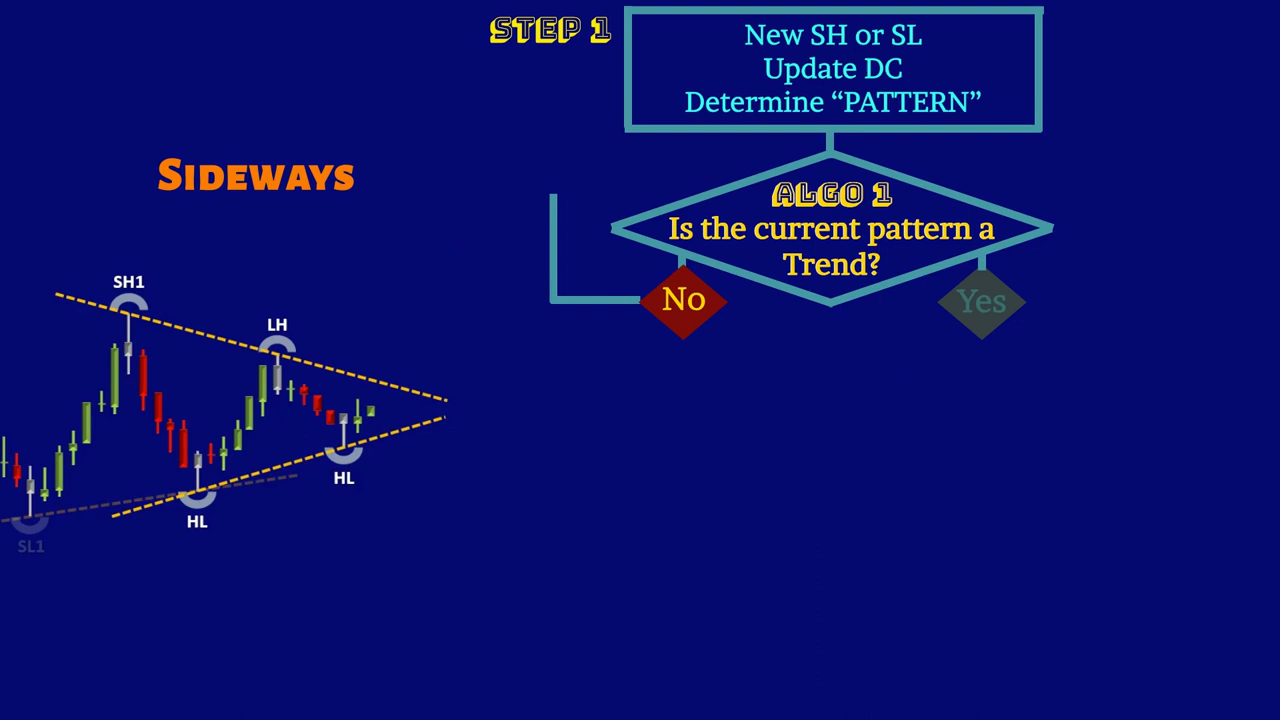 STEP 1
New SH or SL
Update DC
Determine “PATTERN”
SIDEWAYS
ALGO 1
Is the current pattern a
Trend?
No
Yes
SH1
LH
HL
HL
SL1